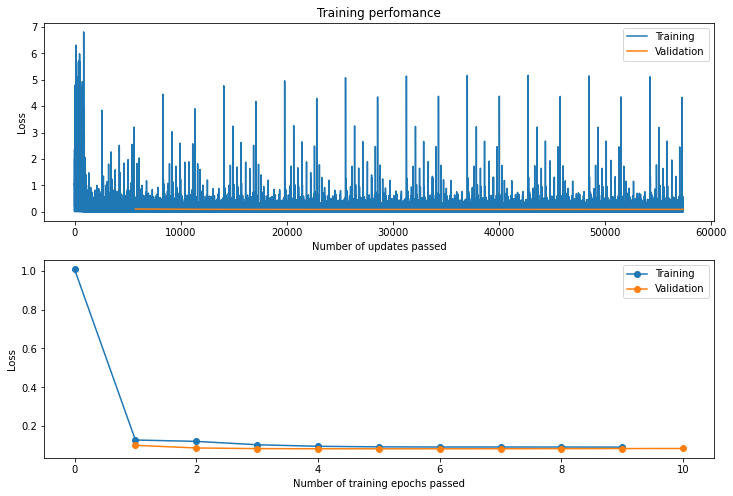 Training perfomance
7
6
5
4
3
2
1
0
Loss
Training
Validation
0 10000 20000 30000 40000 50000 60000
Number of updates passed
1.0
0.8
0.6
0.4
0.2
Loss
Training
Validation
0 2 4 6 8 10
Number of training epochs passed